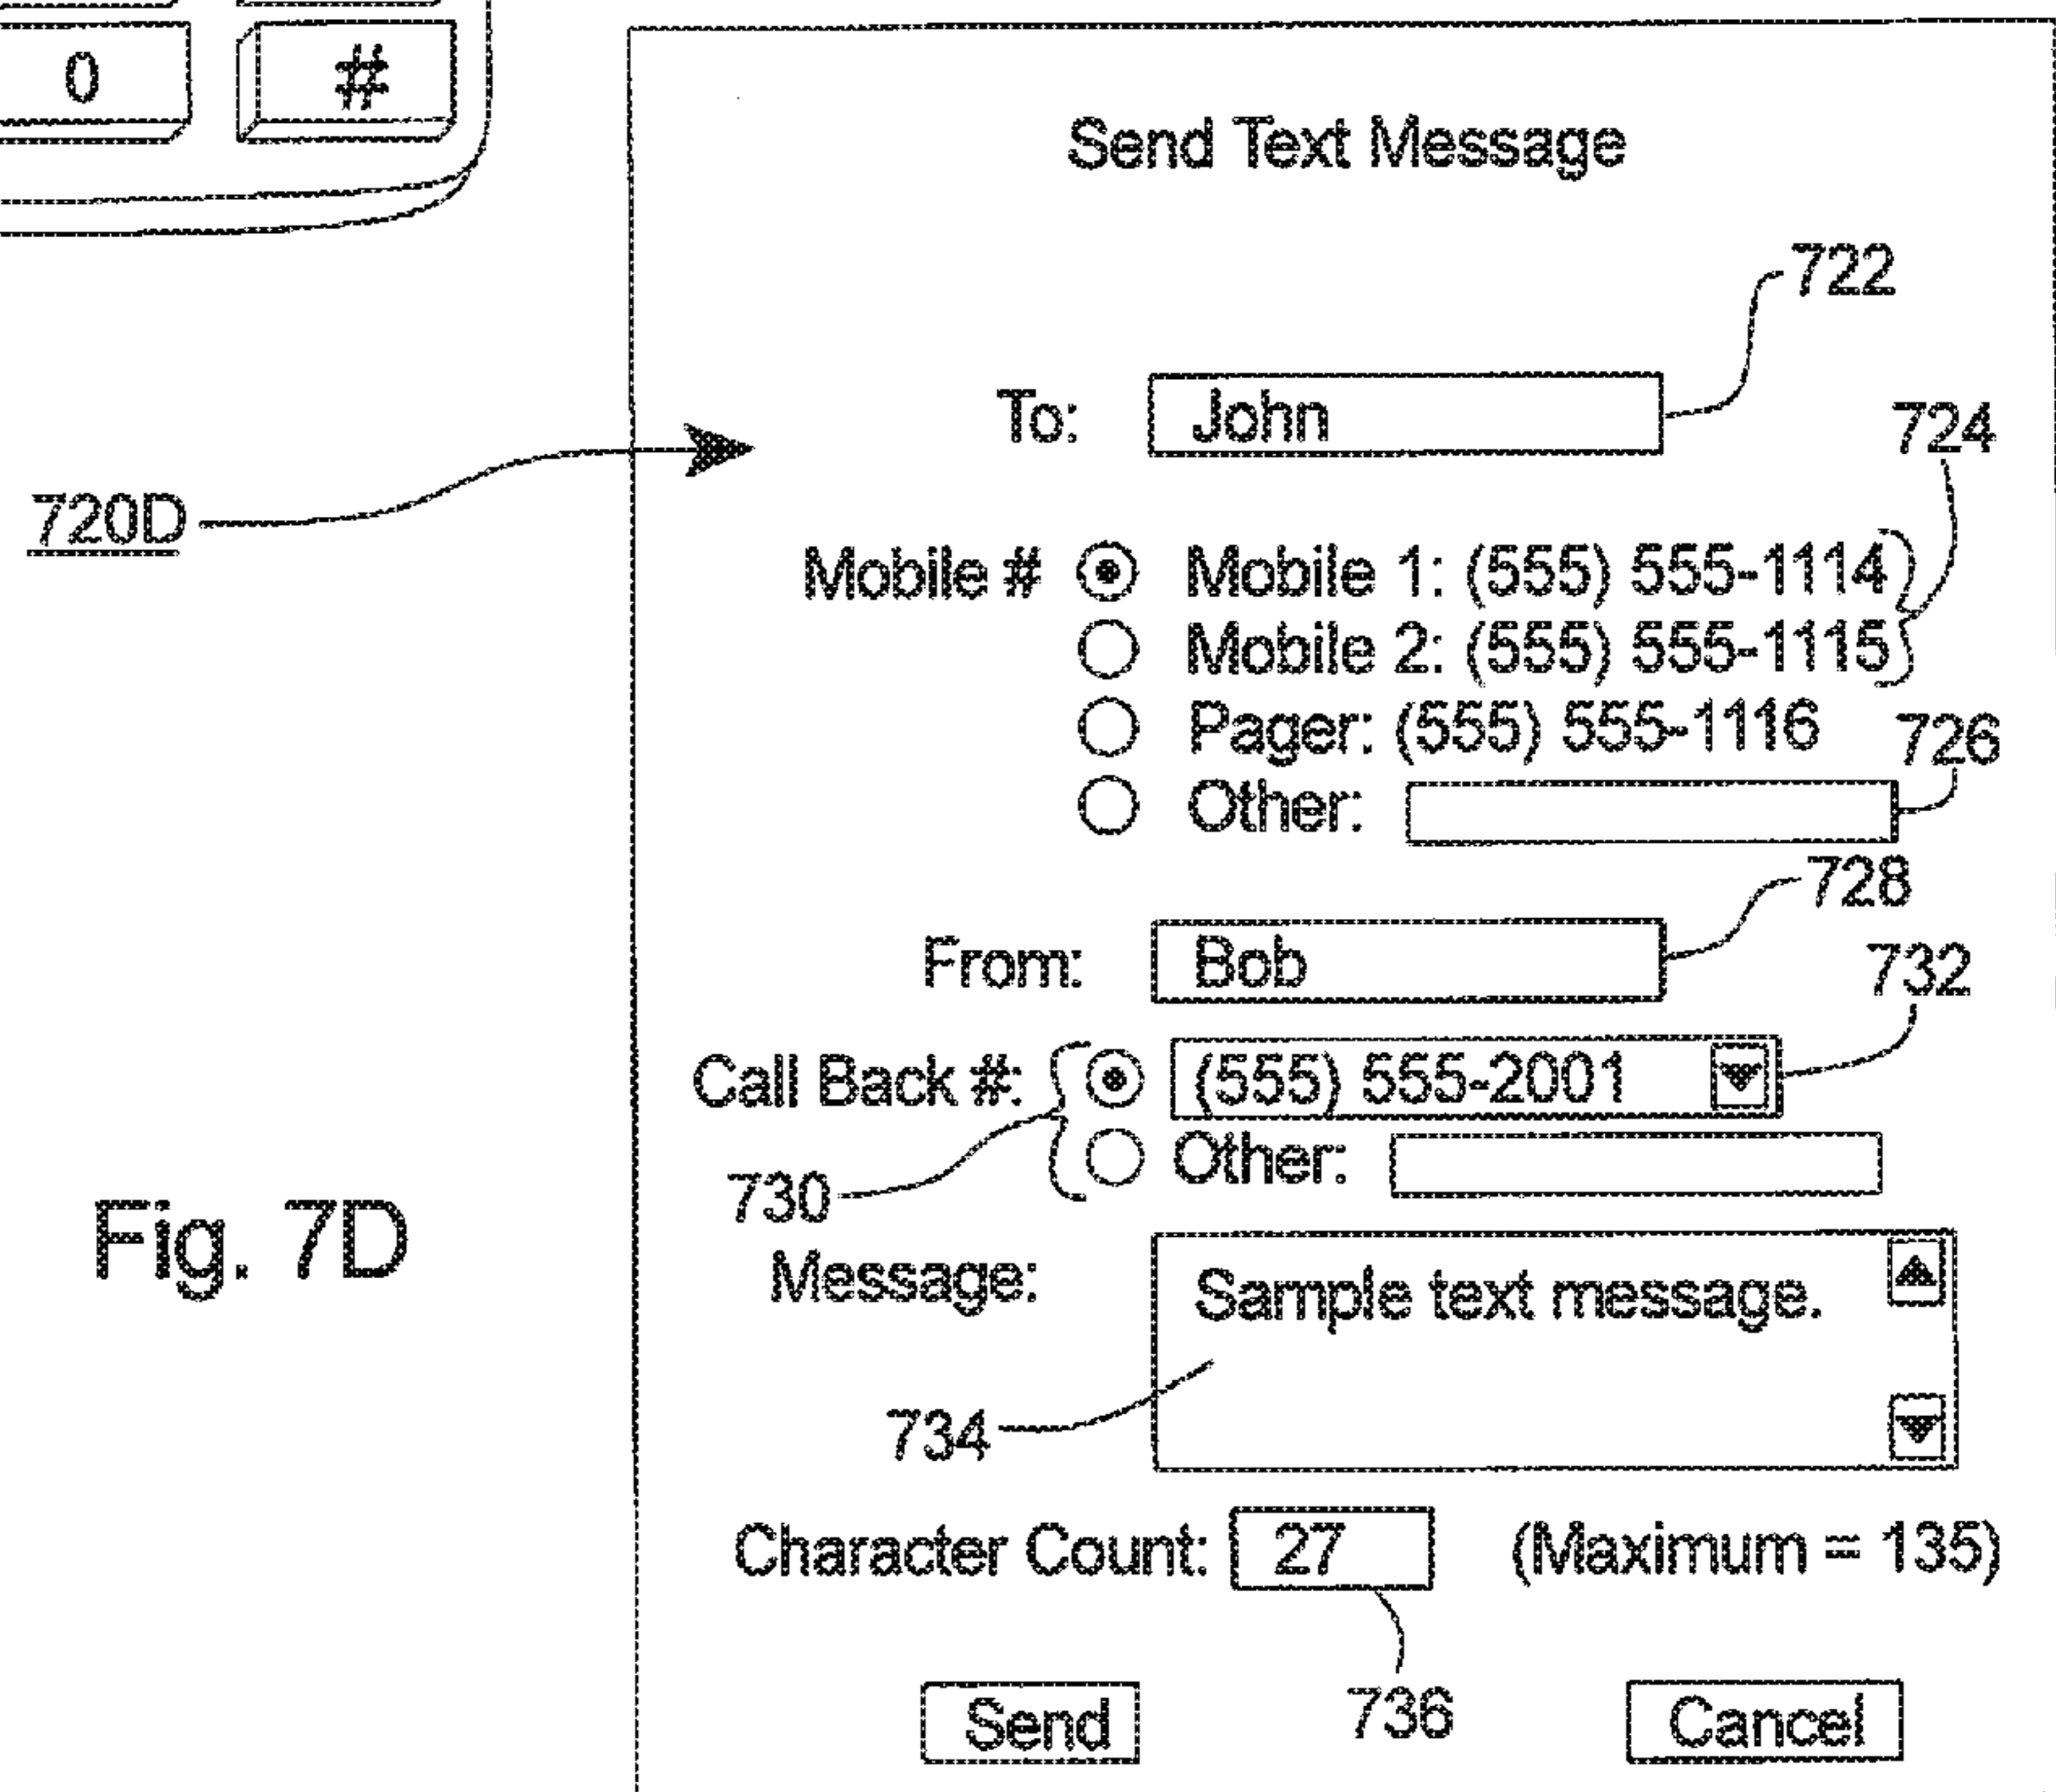 0 #
Send Text Message
722
To: John
724
720D
Mobile # Mobile 1: (555) 555-1114
Mobile 2: (555) 555-1115
Pager: (555) 555-1116
726
Other:
728
From: Bob
732
Call Back #: (555) 555-2001
Other:
730
Fig. 7D
Message: Sample text message.
734
Character Count: 27 (Maximum = 135)
Send 736 Cancel